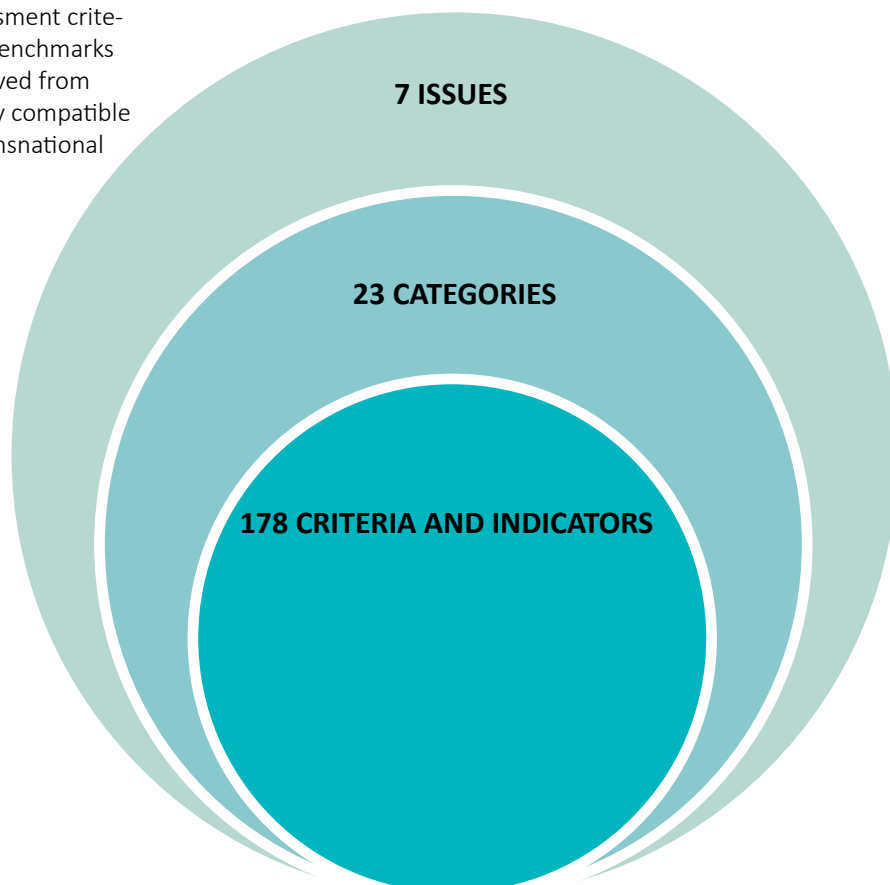 sment crite-
enchmarks
ved from
y compatible
nsnational
7 ISSUES
23 CATEGORIES
178 CRITERIA AND INDICATORS